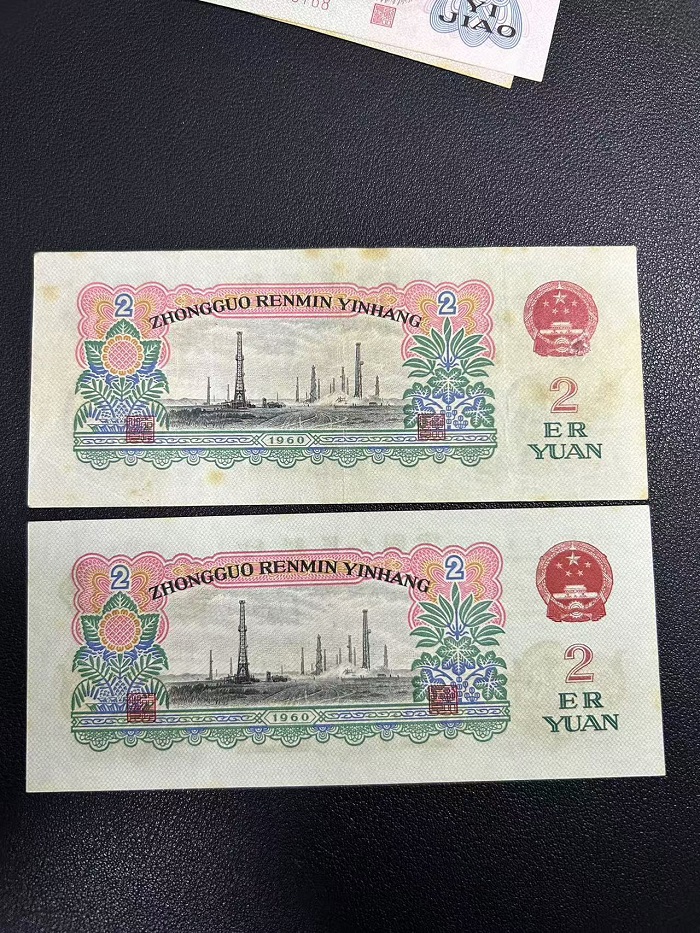 YI
JIAO
2
2
ZHONGGUO RENMIN YINHANG
2
ER
YUAN
1960
2
2
ZHONGGUO RENMIN YINHANG
2
ER
YUAN
1960